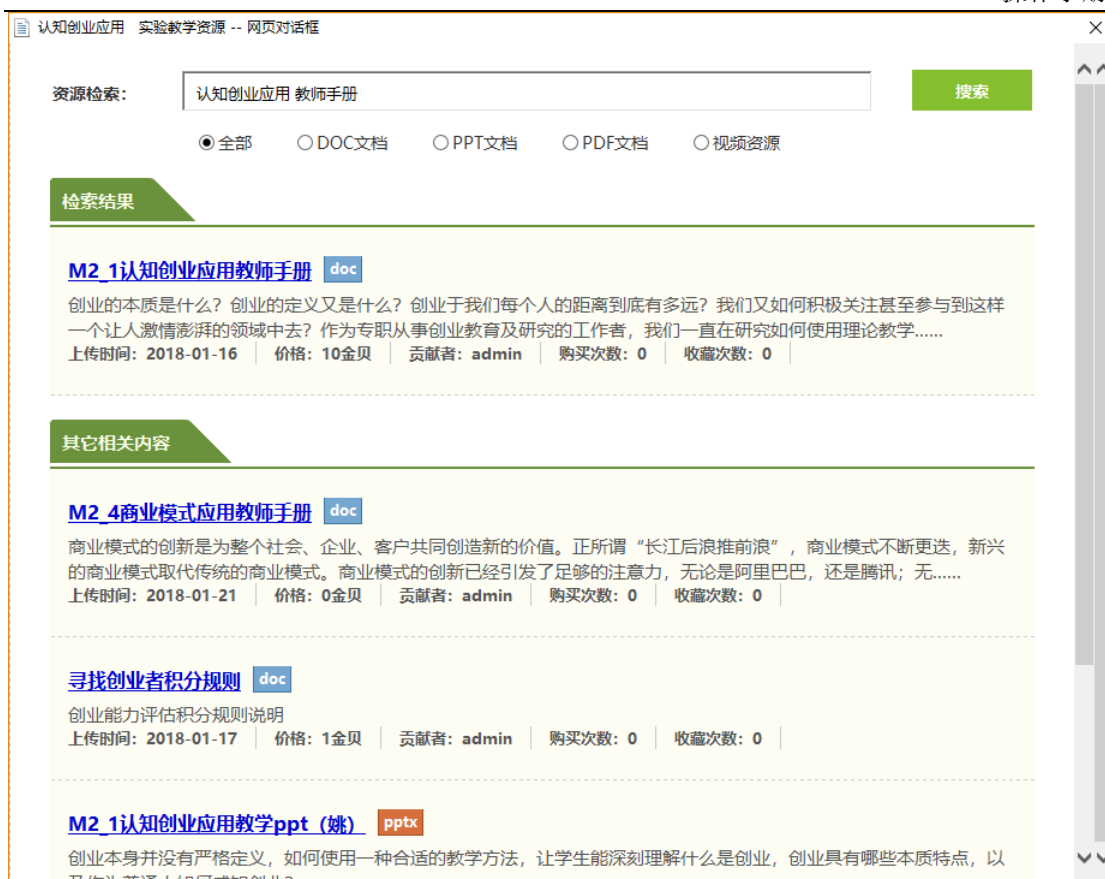 认知创业应用 实验教学资源 -- 网页对话框
资源检索：
认知创业应用 教师手册
搜索
全部 DOC文档 PPT文档 PDF文档 视频资源
检索结果
M2_1认知创业应用教师手册 doc
创业的本质是什么？创业的定义又是什么？创业于我们每个人的距离到底有多远？我们又如何积极关注甚至参与到这样
一个让人激情澎湃的领域中去？作为专职从事创业教育及研究的工作者，我们一直在研究如何使用理论教学......
上传时间：2018-01-16 价格：10金贝 贡献者：admin 购买次数：0 收藏次数：0
其它相关内容
M2_4商业模式应用教师手册 doc
商业模式的创新是为整个社会、企业、客户共同创造新的价值。正所谓“长江后浪推前浪”，商业模式不断更迭，新兴
的商业模式取代传统的商业模式。商业模式的创新已经引发了足够的注意力，无论是阿里巴巴，还是腾讯；无......
上传时间：2018-01-21 价格：0金贝 贡献者：admin 购买次数：0 收藏次数：0
寻找创业者积分规则 doc
创业能力评估积分规则说明
上传时间：2018-01-17 价格：1金贝 贡献者：admin 购买次数：0 收藏次数：0
M2_1认知创业应用教学ppt（姚） pptx
创业本身并没有严格定义，如何使用一种合适的教学方法，让学生能深刻理解什么是创业，创业具有哪些本质特点，以